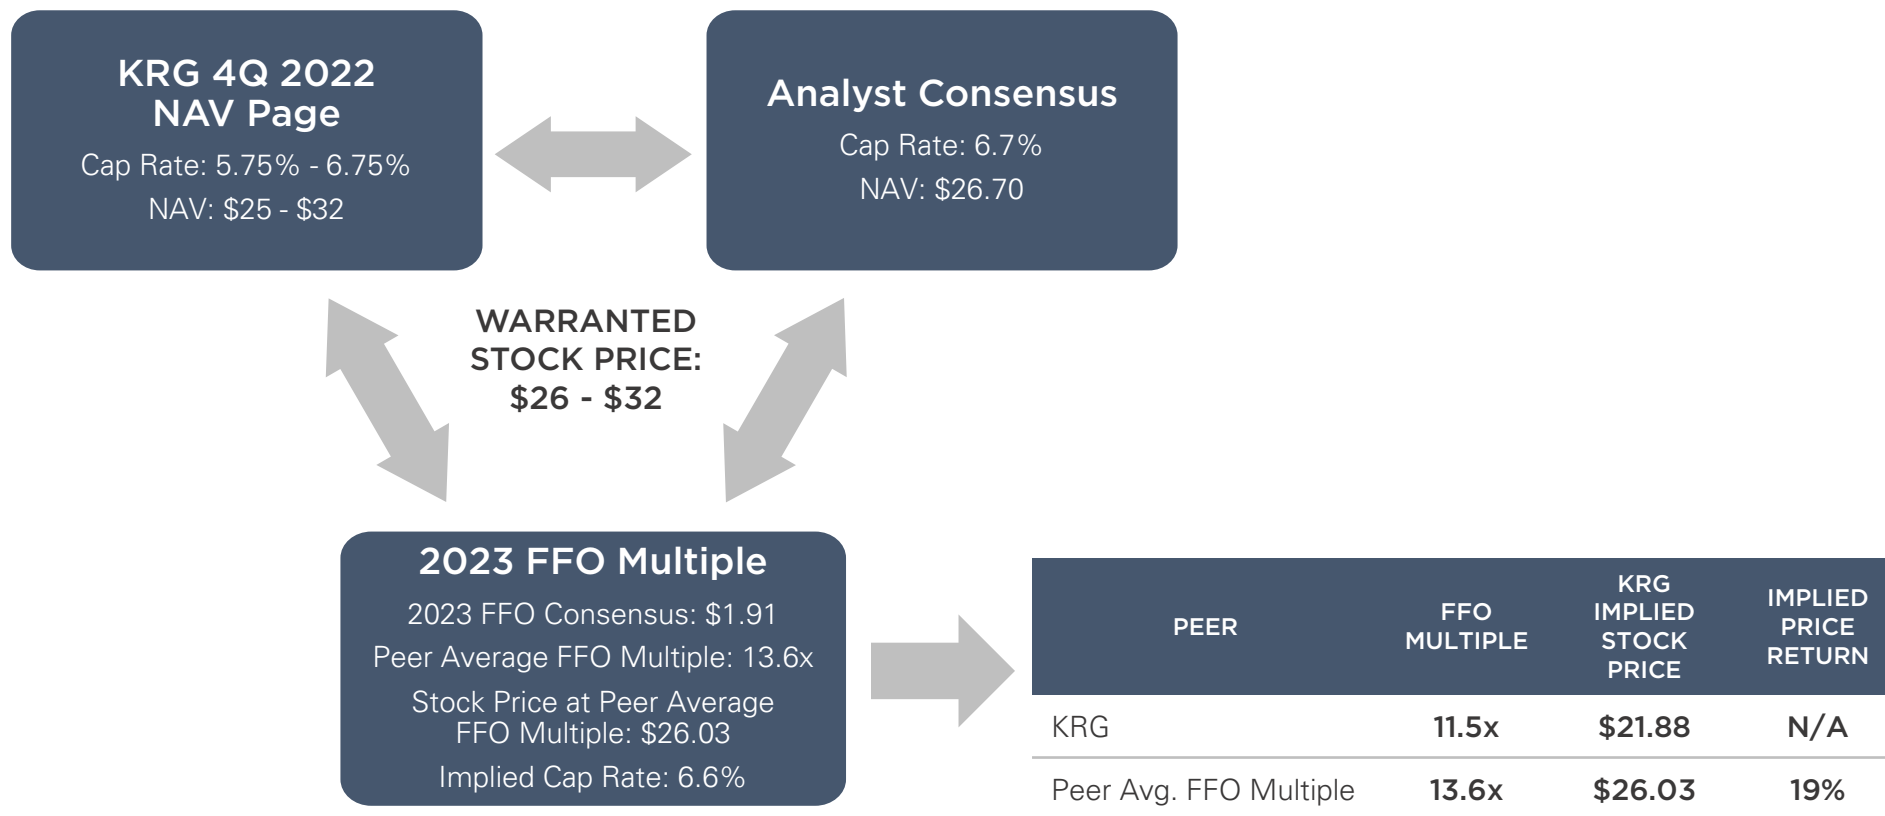 KRG 4Q 2022
NAV Page
Cap Rate: 5.75% - 6.75%
NAV: $25 - $32
Analyst Consensus
Cap Rate: 6.7%
NAV: $26.70
WARRANTED
STOCK PRICE:
$26 - $32
2023 FFO Multiple
2023 FFO Consensus: $1.91
Peer Average FFO Multiple: 13.6x
Stock Price at Peer Average
FFO Multiple: $26.03
Implied Cap Rate: 6.6%
PEER
FFO
MULTIPLE
KRG
IMPLIED
STOCK
PRICE
IMPLIED
PRICE
RETURN
KRG 11.5x $21.88 N/A
Peer Avg. FFO Multiple 13.6x $26.03 19%